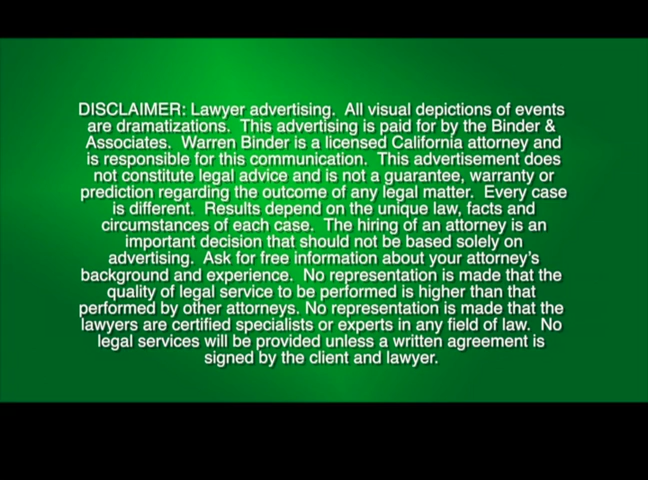 DISCLAIMER: Lawyer advertising.  All visual depictions of events
are dramatizations.  This advertising is paid for by the Binder &
Associates.  Warren Binder is a licensed California attorney and
is responsible for this communication.  This advertisement does
not constitute legal advice and is not a guarantee, warranty or
prediction regarding the outcome of any legal matter.  Every case
is different.  Results depend on the unique law, facts and
circumstances of each case.  The hiring of an attorney is an
important decision that should not be based solely on
advertising.  Ask for free information about your attorney's
background and experience.  No representation is made that the
quality of legal service to be performed is higher than that
performed by other attorneys. No representation is made that the
lawyers are certified specialists or experts in any field of law.  No
legal services will be provided unless a written agreement is
signed by the client and lawyer.